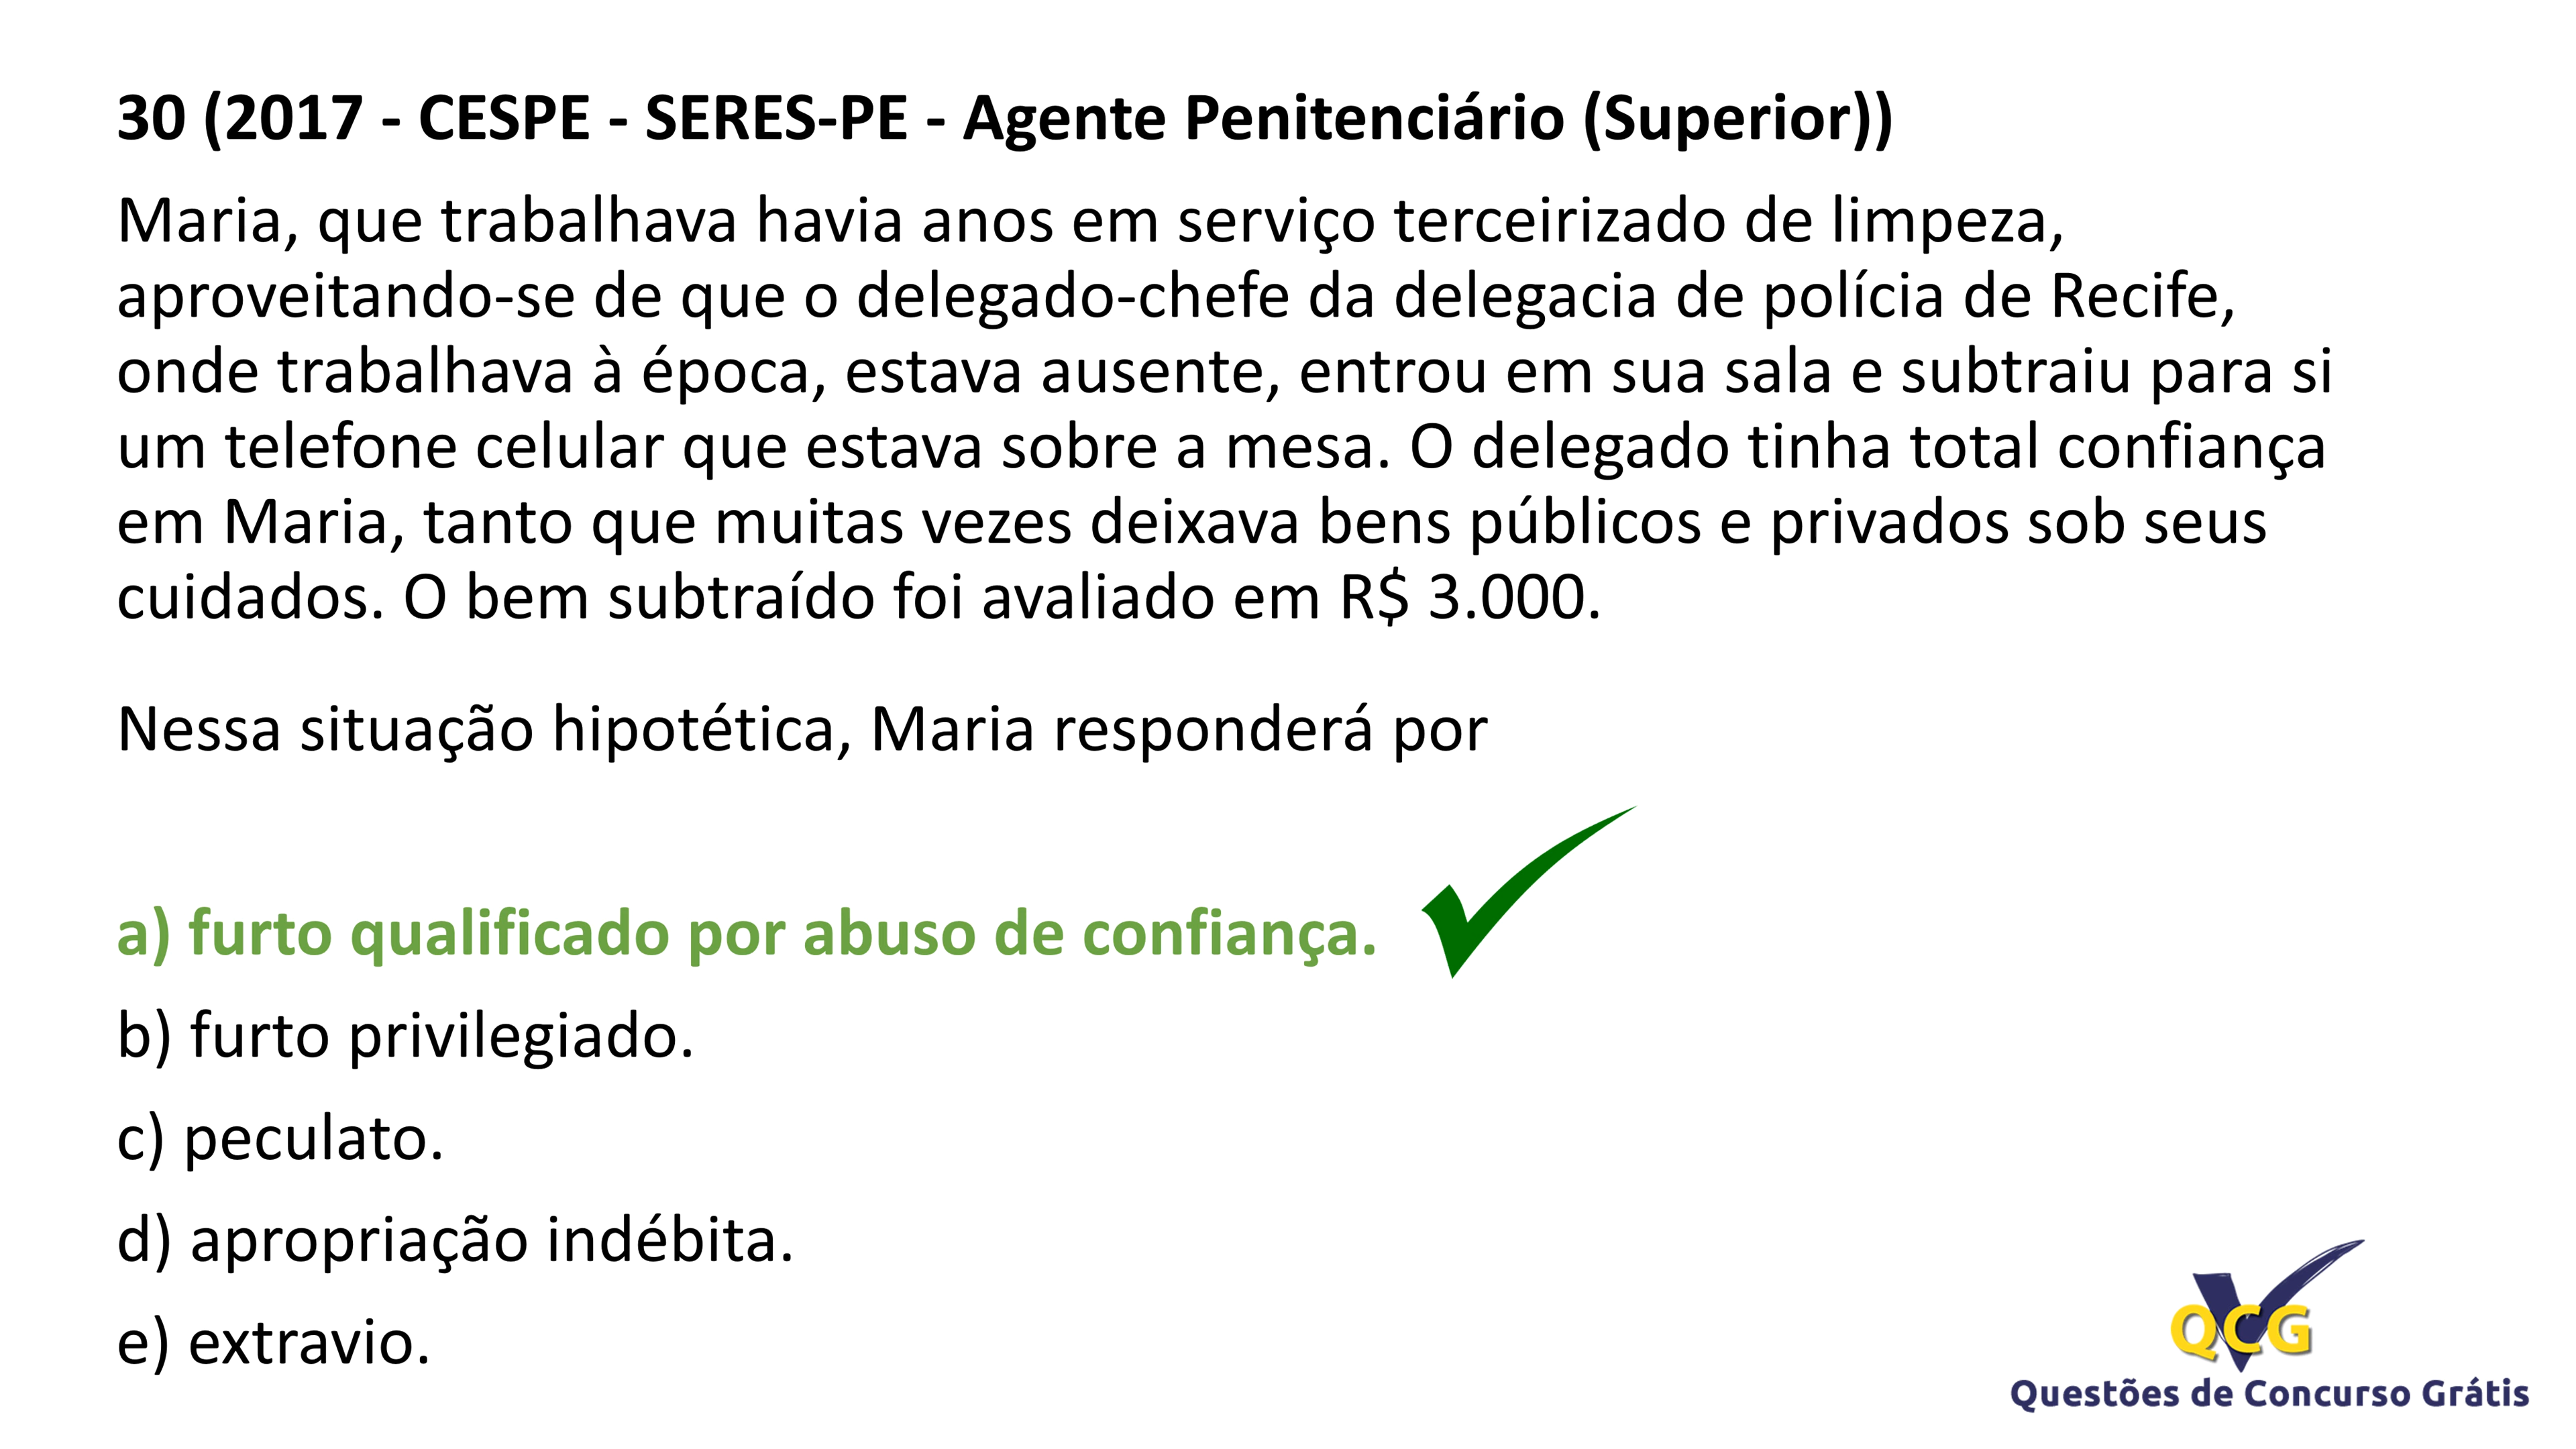 30 (2017 - CESPE - SERES-PE - Agente Penitenciário (Superior))
Maria, que trabalhava havia anos em serviço terceirizado de limpeza,
aproveitando-se de que o delegado-chefe da delegacia de polícia de Recife,
onde trabalhava à época, estava ausente, entrou em sua sala e subtraiu para si
um telefone celular que estava sobre a mesa. O delegado tinha total confiança
em Maria, tanto que muitas vezes deixava bens públicos e privados sob seus
cuidados. O bem subtraído foi avaliado em R$ 3.000.
Nessa situação hipotética, Maria responderá por
a) furto qualificado por abuso de confiança.
b) furto privilegiado.
c) peculato.
d) apropriação indébita.
e) extravio.
QCG
Questões de Concurso Grátis